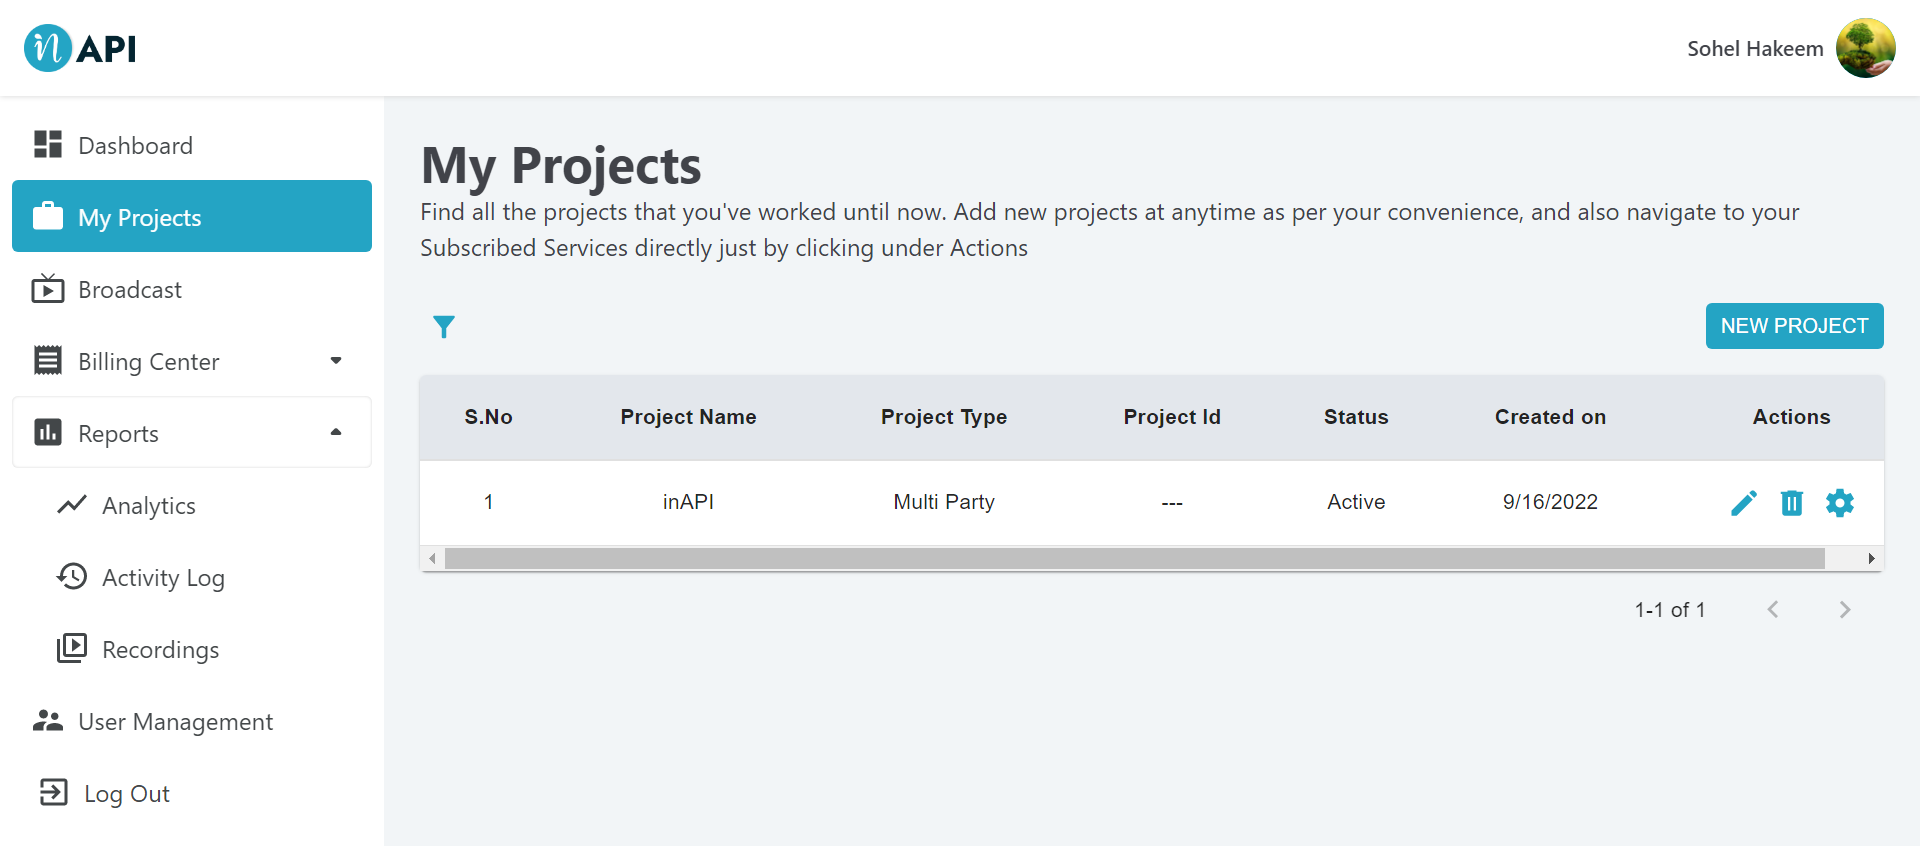 in API
Sohel Hakeem
Dashboard
My Projects
Broadcast
Billing Center
Reports
Analytics
Activity Log
Recordings
User Management
Log Out
My Projects
Find all the projects that you've worked until now. Add new projects at anytime as per your convenience, and also navigate to your
Subscribed Services directly just by clicking under Actions
NEW PROJECT
S.No Project Name Project Type Project Id Status Created on Actions
1 inAPI Multi Party --- Active 9/16/2022
1-1 of 1